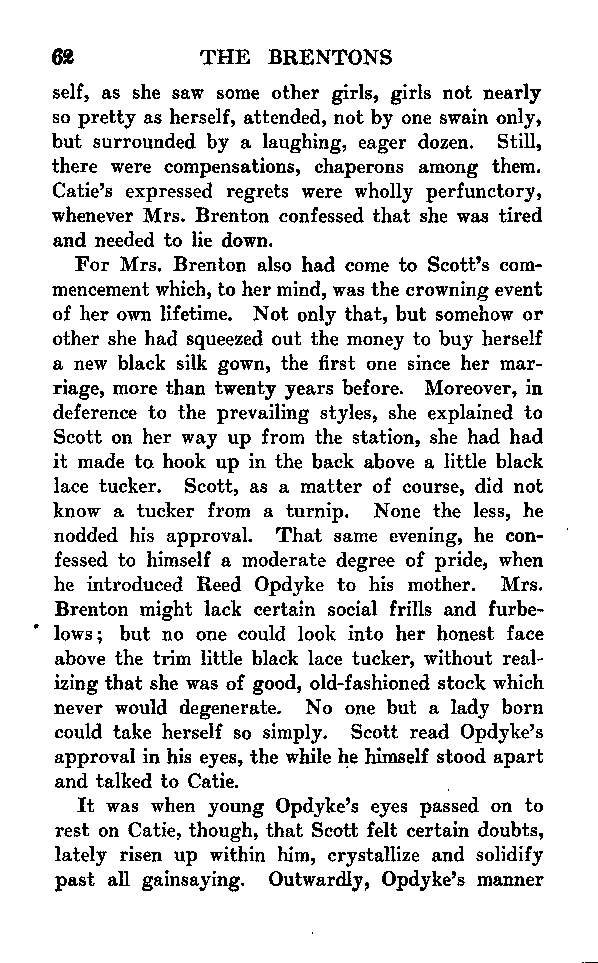 62 THE BRENTONS
self, as she saw some other girls, girls not nearly
so pretty as herself, attended, not by one swain only,
but surrounded by a laughing, eager dozen. Still,
there were compensations, chaperons among them.
Catie's expressed regrets were wholly perfunctory,
whenever Mrs. Brenton confessed that she was tired
and needed to lie down.
For Mrs. Brenton also had come to Scott's com-
mencement which, to her mind, was the crowning event
of her own lifetime. Not only that, but somehow or
other she had squeezed out the money to buy herself
a new black silk gown, the first one since her mar-
riage, more than twenty years before. Moreover, in
deference to the prevailing styles, she explained to
Scott on her way up from the station, she had had
it made to hook up in the back above a little black
lace tucker. Scott, as a matter of course, did not
know a tucker from a turnip. None the less, he
nodded his approval. That same evening, he con-
fessed to himself a moderate degree of pride, when
he introduced Reed Opdyke to his mother. Mrs.
Brenton might lack certain social frills and furbe-
lows; but no one could look into her honest face
above the trim little black lace tucker, without real-
izing that she was of good, old-fashioned stock which
never would degenerate. No one but a lady born
could take herself so simply. Scott read Opdyke's
approval in his eyes, the while he himself stood apart
and talked to Catie.
It was when young Opdyke's eyes passed on to
rest on Catie, though, that Scott felt certain doubts,
lately risen up within him, crystallize and solidify
past all gainsaying. Outwardly, Opdyke's manner